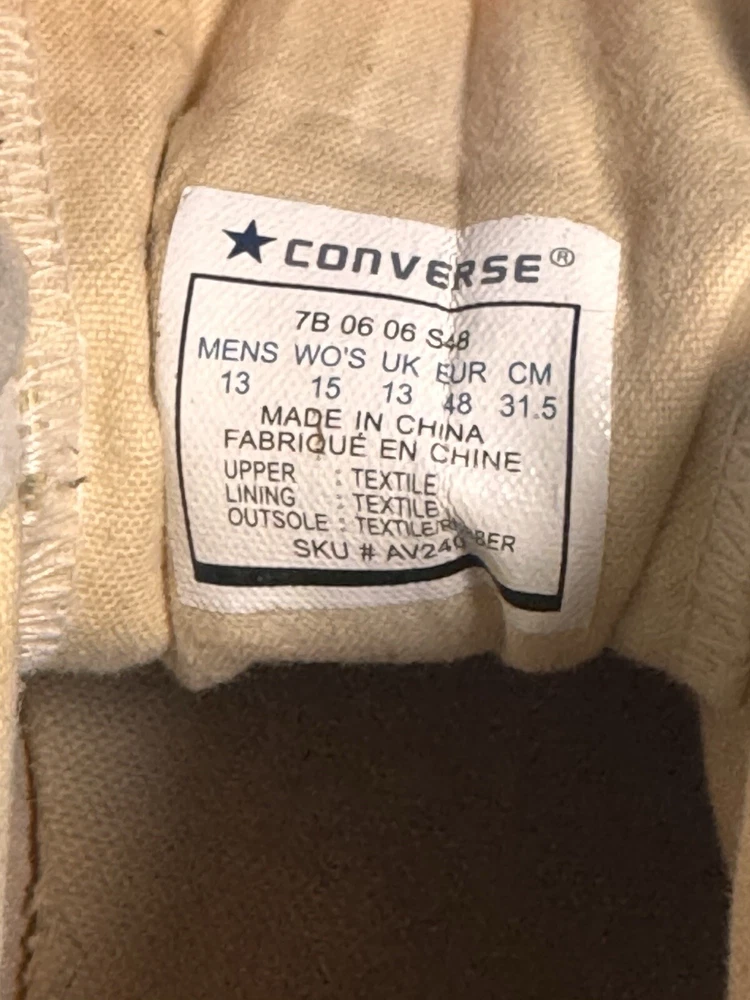 CONVERSE®
7B 06 06 S48
MENS WO'S UK EUR CM
13 15 13 48 31.5
MADE IN CHINA
FABRIQUÉ EN CHINE
UPPER : TEXTILE
LINING : TEXTILE
OUTSOLE : TEXTILE/RUBBER
SKU #